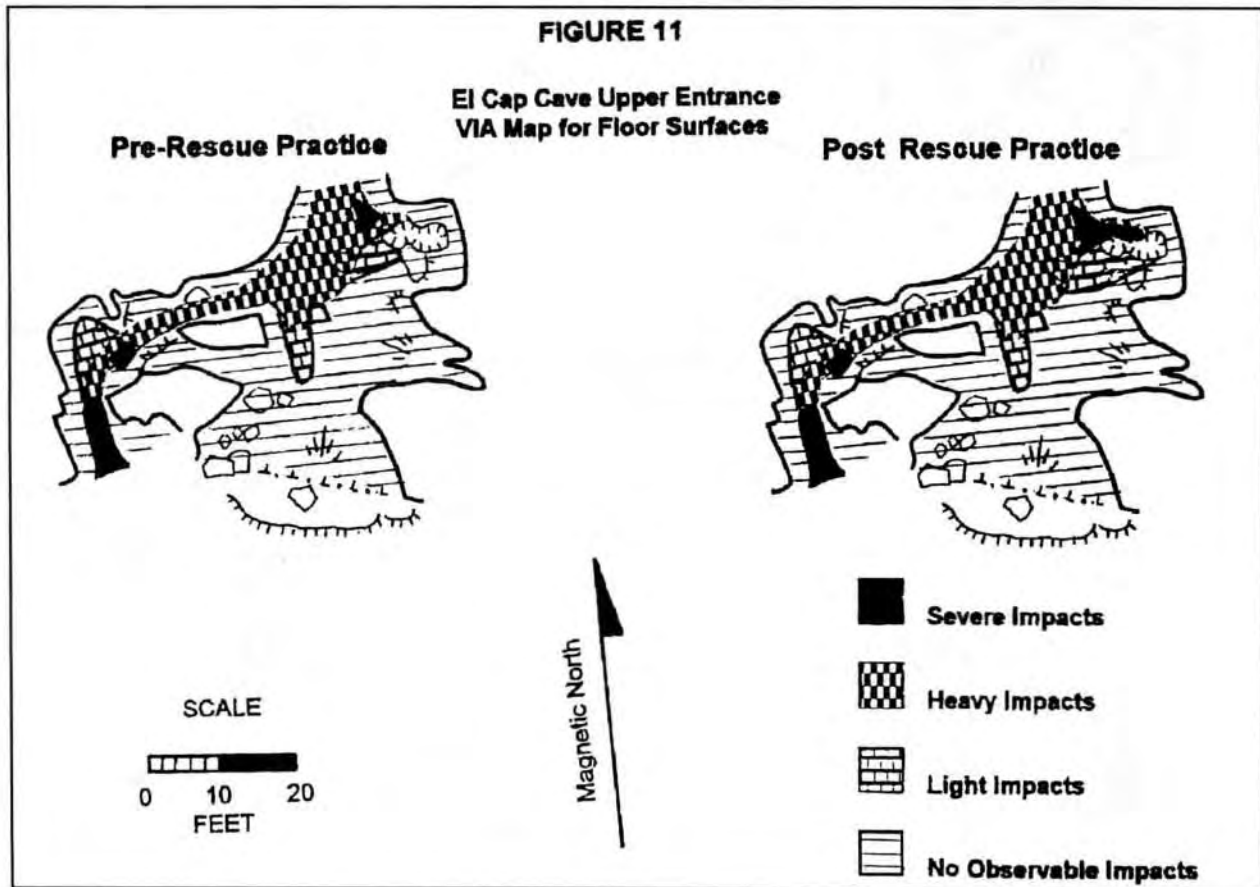 FIGURE 11
El Cap Cave Upper Entrance
VIA Map for Floor Surfaces
Pre-Rescue Practice
Post Rescue Practice
Magnetic North
SCALE
0 10 20
FEET
Severe Impacts
Heavy Impacts
Light Impacts
No Observable Impacts